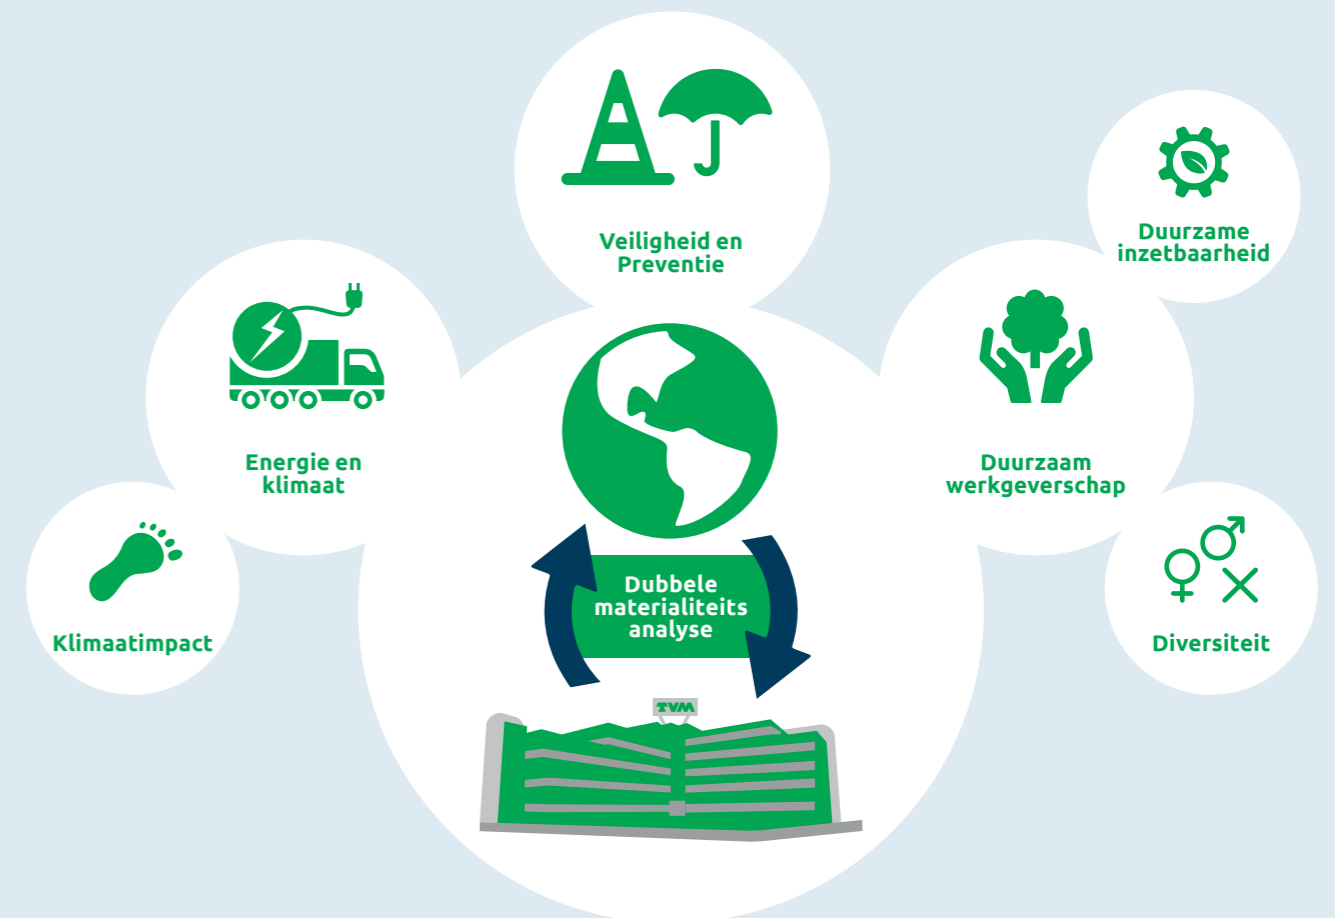 Veiligheid en
Preventie
Duurzame
inzetbaarheid
Energie en
klimaat
Duurzaam
werkgeverschap
Dubbele
materialiteits
analyse
Klimaatimpact
Diversiteit
TVM